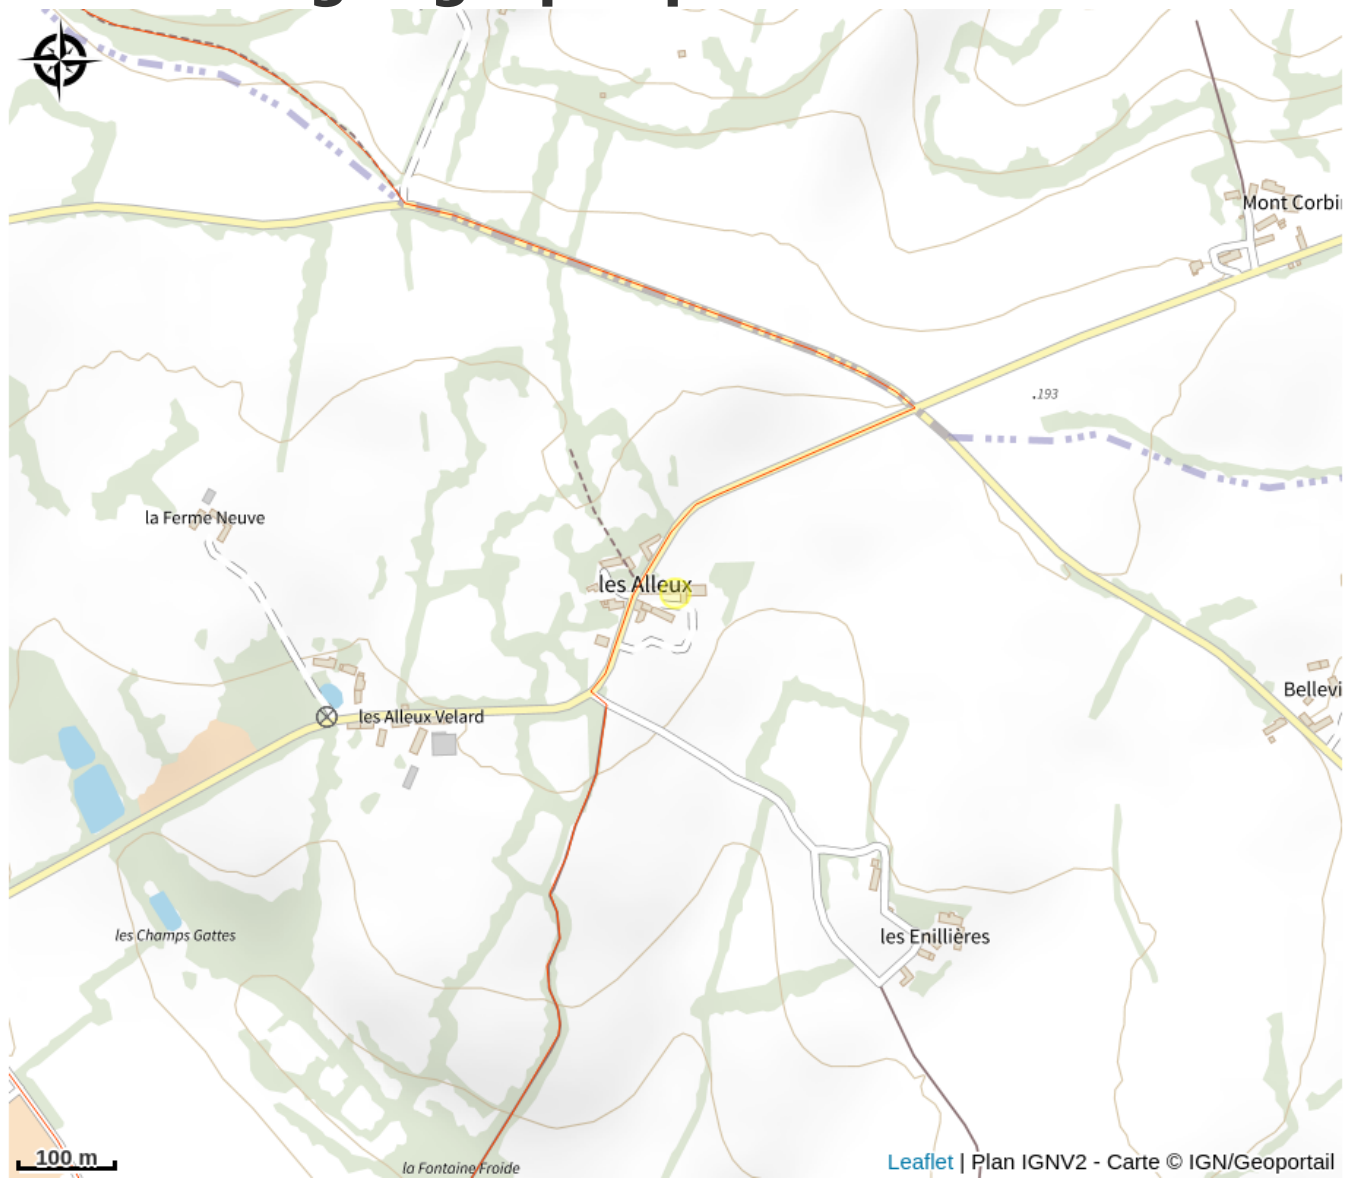 Mont Corbi
.193
la Ferme Neuve
les Alleux
les Alleux Velard
Bellevi
les Champs Gattes
les Enillières
la Fontaine Froide
100 m
Leaflet | Plan IGNV2 - Carte © IGN/Geoportail